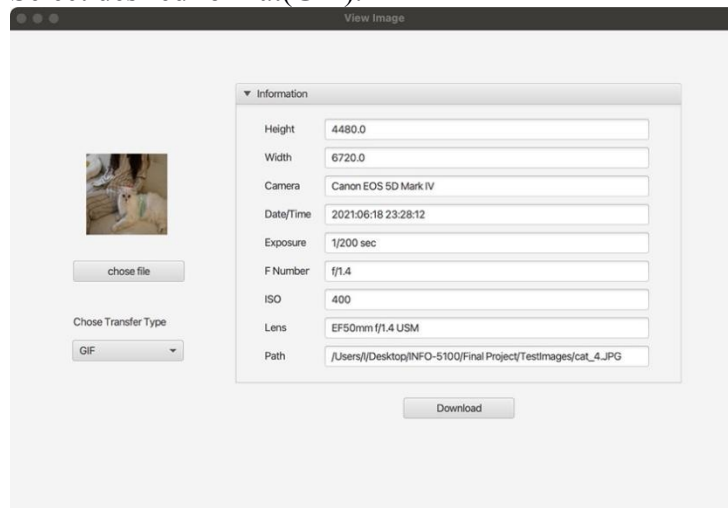 View Image
Information
Height 4480.0
Width 6720.0
Camera Canon EOS 5D Mark IV
Date/Time 2021:06:18 23:28:12
Exposure 1/200 sec
chose file
F Number f/1.4
ISO 400
Chose Transfer Type
Lens EF50mm f/1.4 USM
GIF
Path /Users/l/Desktop/INFO-5100/Final Project/TestImages/cat_4.JPG
Download